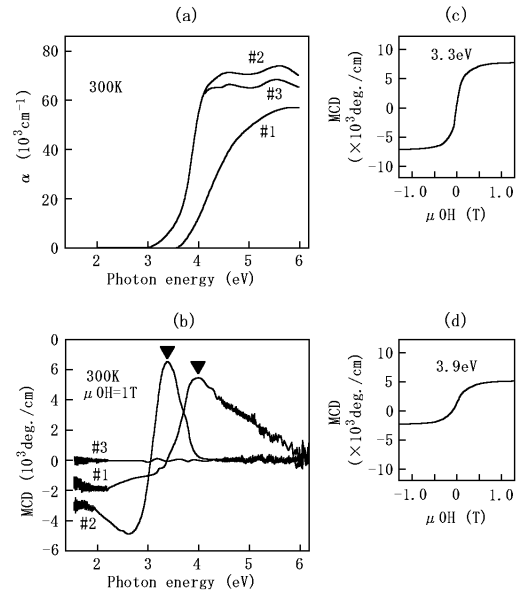 (a)
80
60
40
20
0
α (10³cm⁻¹)
300K
#2
#3
#1
2 3 4 5 6
Photon energy (eV)
(b)
6
0
4
2
0
-2
-4
-6
MCD (10³deg./cm)
300K
μ0H=1T
#3
#1
#2
2 3 4 5 6
Photon energy (eV)
(c)
10
5
0
-5
-10
MCD
(×10³deg./cm)
3.3eV
-1.0 0 1.0
μ0H (T)
(d)
10
5
0
-5
-10
MCD
(×10³deg./cm)
3.9eV
-1.0 0 1.0
μ0H (T)